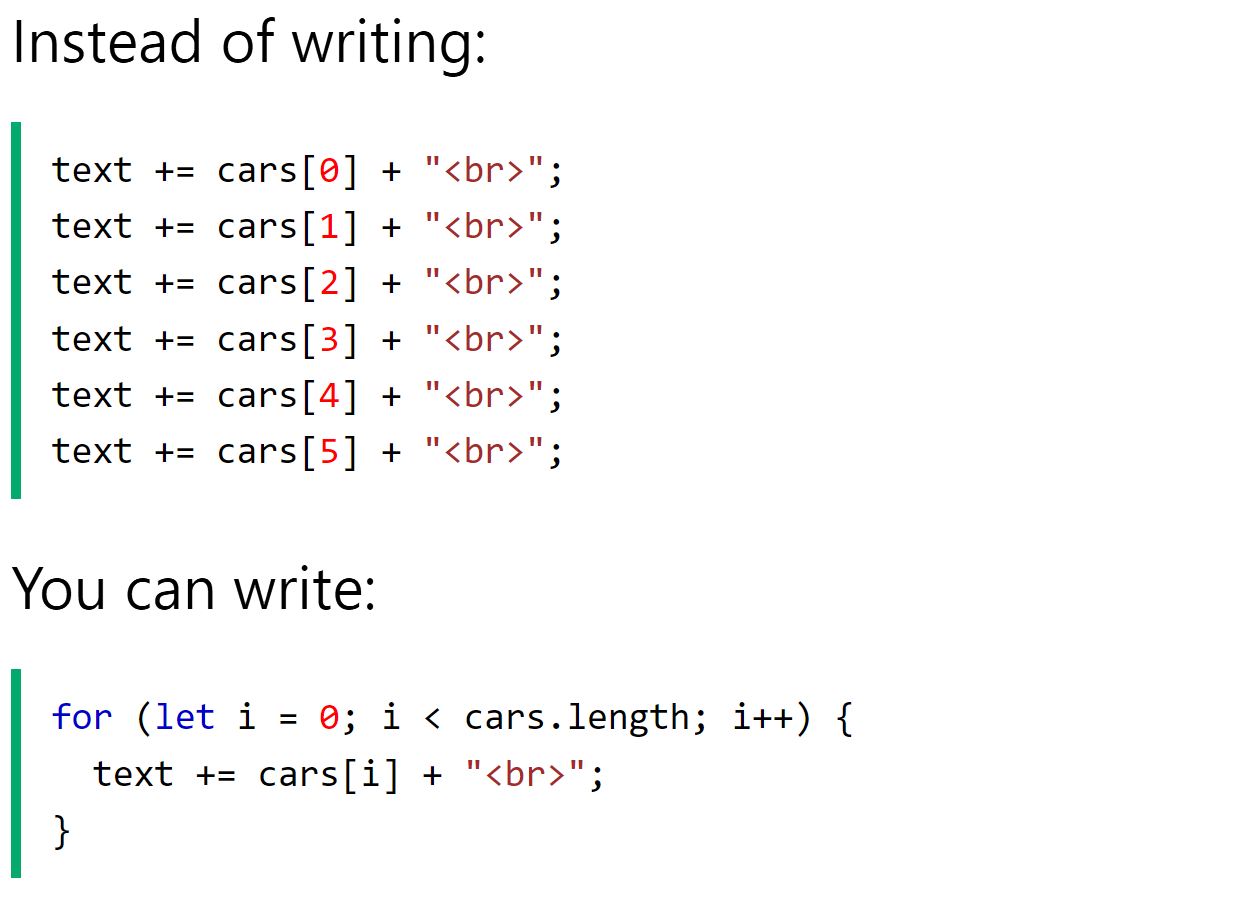 Instead of writing:
text += cars[0] + "<br>";
text += cars[1] + "<br>";
text += cars[2] + "<br>";
text += cars[3] + "<br>";
text += cars[4] + "<br>";
text += cars[5] + "<br>";
You can write:
for (let i = 0; i < cars.length; i++) {
  text += cars[i] + "<br>";
}